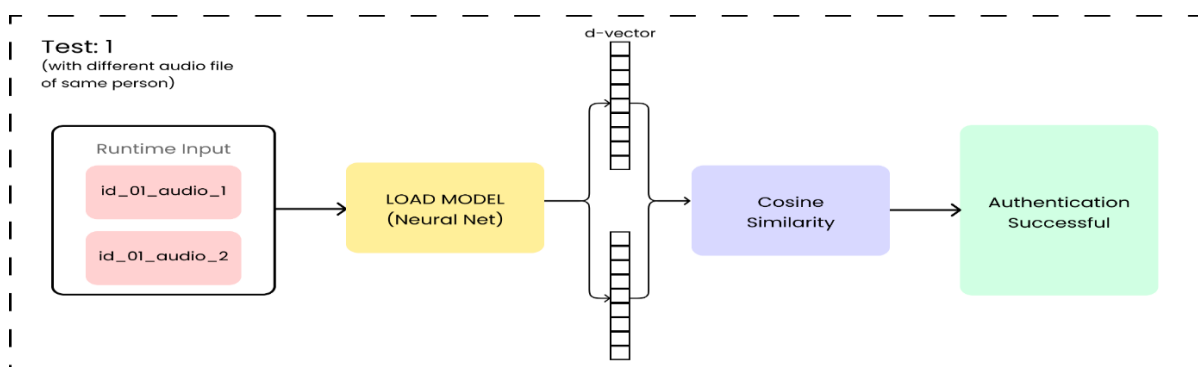 Test: 1
(with different audio file
of same person)
d-vector
Runtime Input
id_01_audio_1
id_01_audio_2
LOAD MODEL
(Neural Net)
Cosine
Similarity
Authentication
Successful